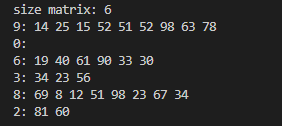 size matrix: 6
9: 14 25 15 52 51 52 98 63 78
0:
6: 19 40 61 90 33 30
3: 34 23 56
8: 69 8 12 51 98 23 67 34
2: 81 60